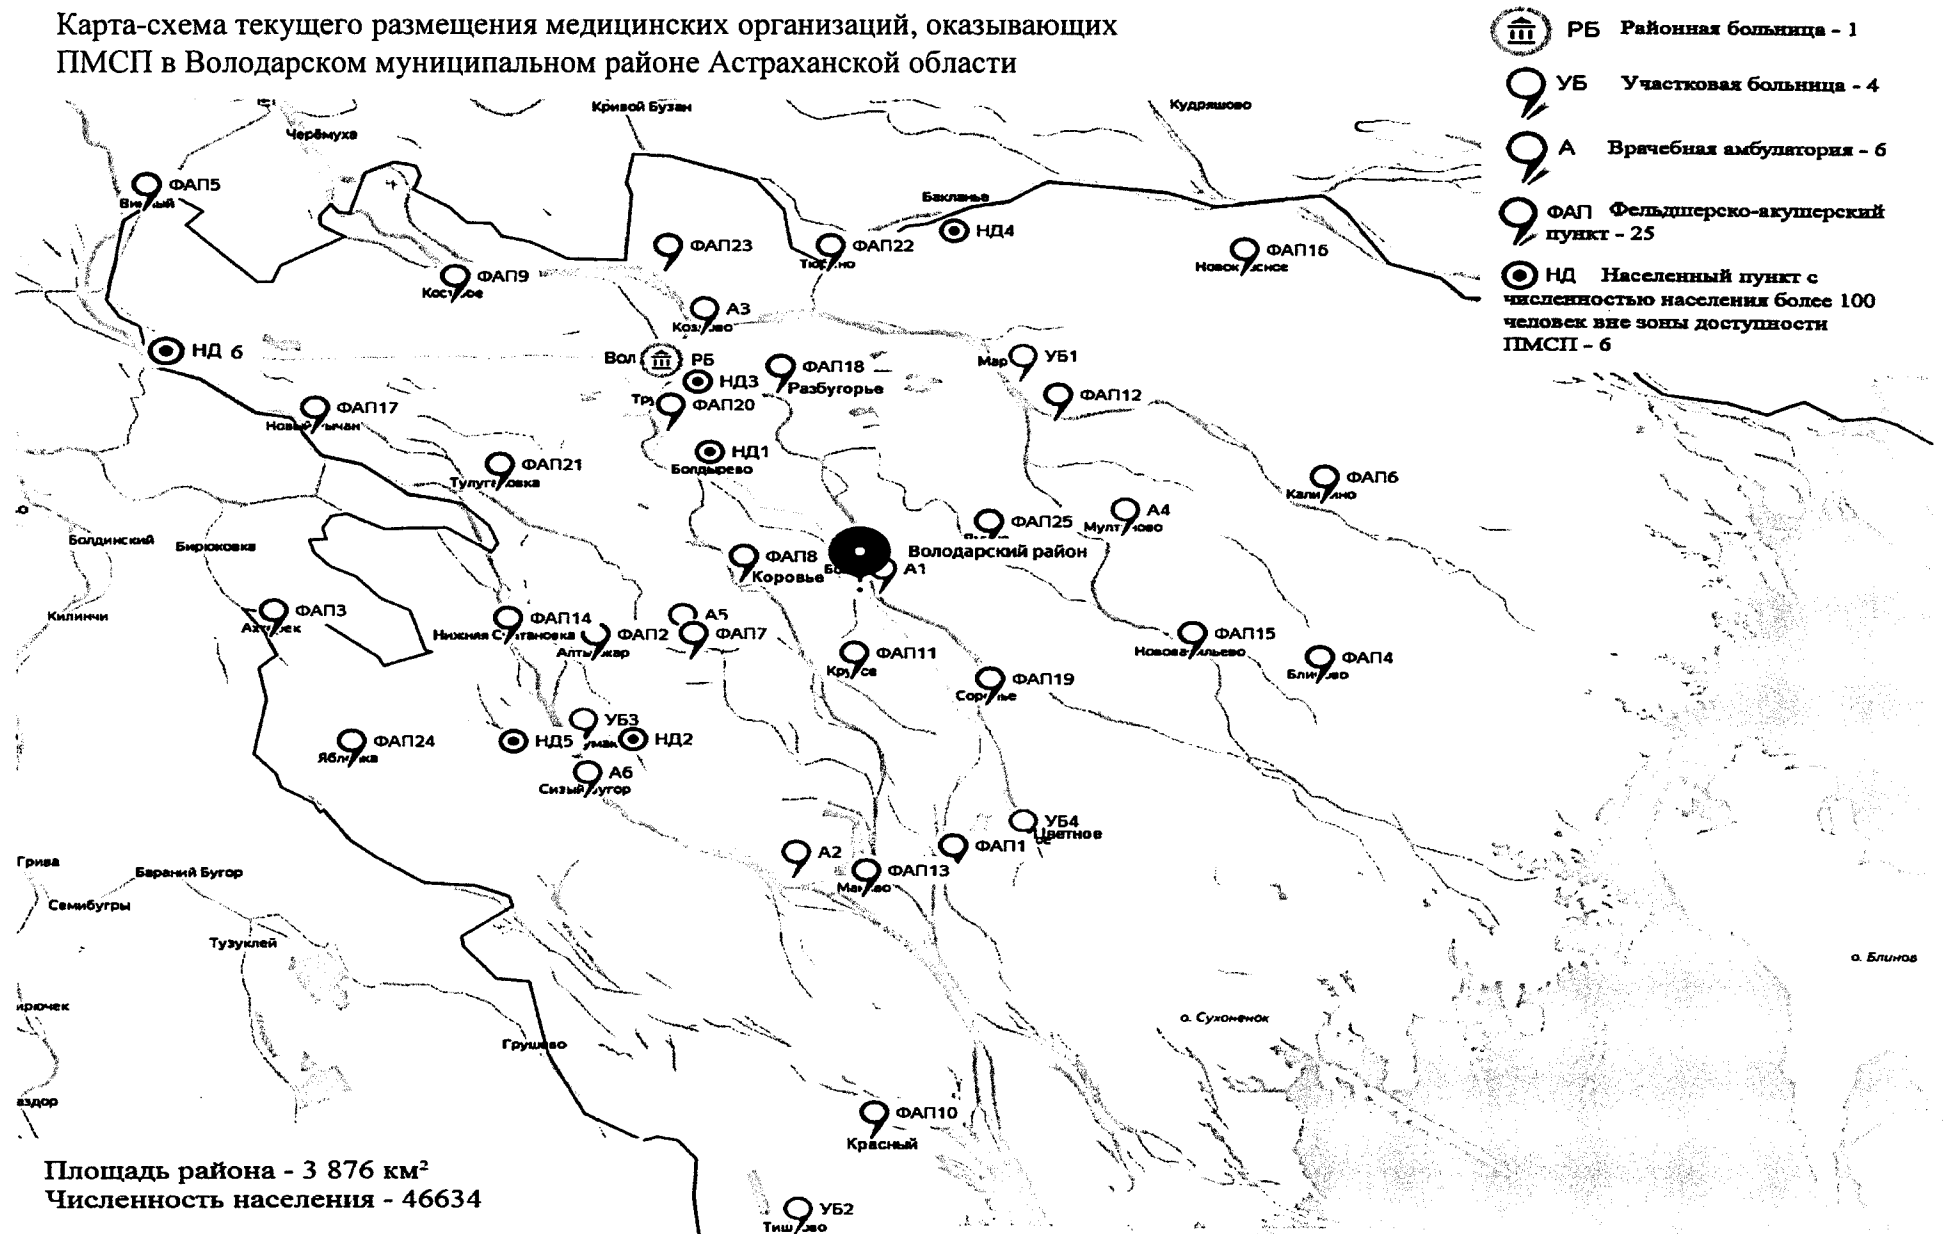 Карта-схема текущего размещения медицинских организаций, оказывающих
ПМСП в Володарском муниципальном районе Астраханской области
РБ Районная больница - 1
УБ Участковая больница - 4
А Врачебная амбулатория - 6
ФАП Фельдшерско-акушерский
пункт - 25
НД Населенный пункт с
численностью населения более 100
человек вне зоны доступности
ПМСП - 6
Кривой Бузан
Кудряшово
Черёмуха
ФАП5
Бакланье
НД4
ФАП23
ФАП22
ФАП16
ФАП9
А3
НД 6
Вол
РБ
УБ1
ФАП18
Разбугорье
НД3
ФАП12
ФАП20
ФАП17
НД1
Болдырево
ФАП21
ФАП6
А4
ФАП25
Болдинский
Бирюковка
Володарский район
ФАП8
Коровье
А1
Килинчи
ФАП3
ФАП14
Нижняя
А5
ФАП2
ФАП7
ФАП15
ФАП11
ФАП4
ФАП19
УБ3
НД5
НД2
ФАП24
А6
УБ4
Цветное
ФАП1
А2
ФАП13
Грива
Бараний Бугор
Семибугры
Тузуклей
о. Блинов
ирючек
о. Сухоненок
Грушево
аздор
ФАП10
Красный
Площадь района - 3 876 км²
Численность населения - 46634
УБ2